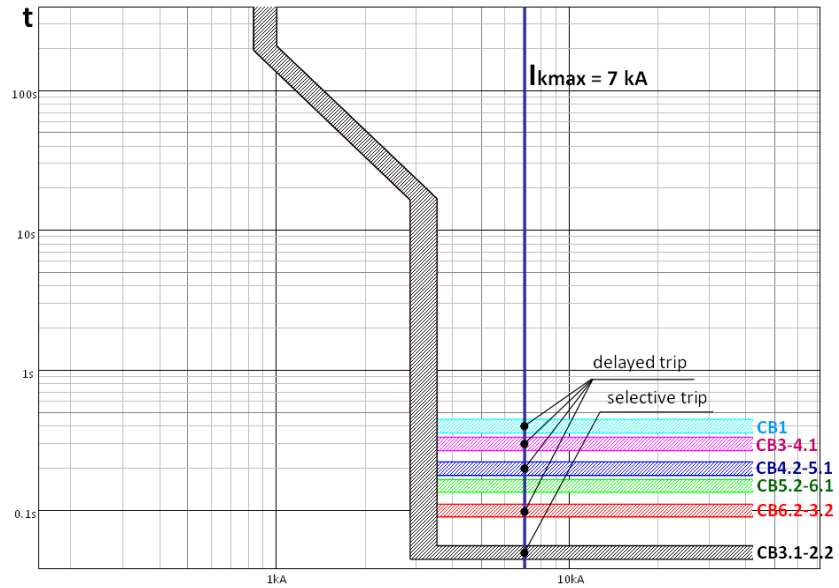 t
Ikmax = 7 kA
100s
10s
delayed trip
1s
selective trip
CB1
CB3-4.1
CB4.2-5.1
CB5.2-6.1
0.1s
CB6.2-3.2
CB3.1-2.2
1kA
10kA